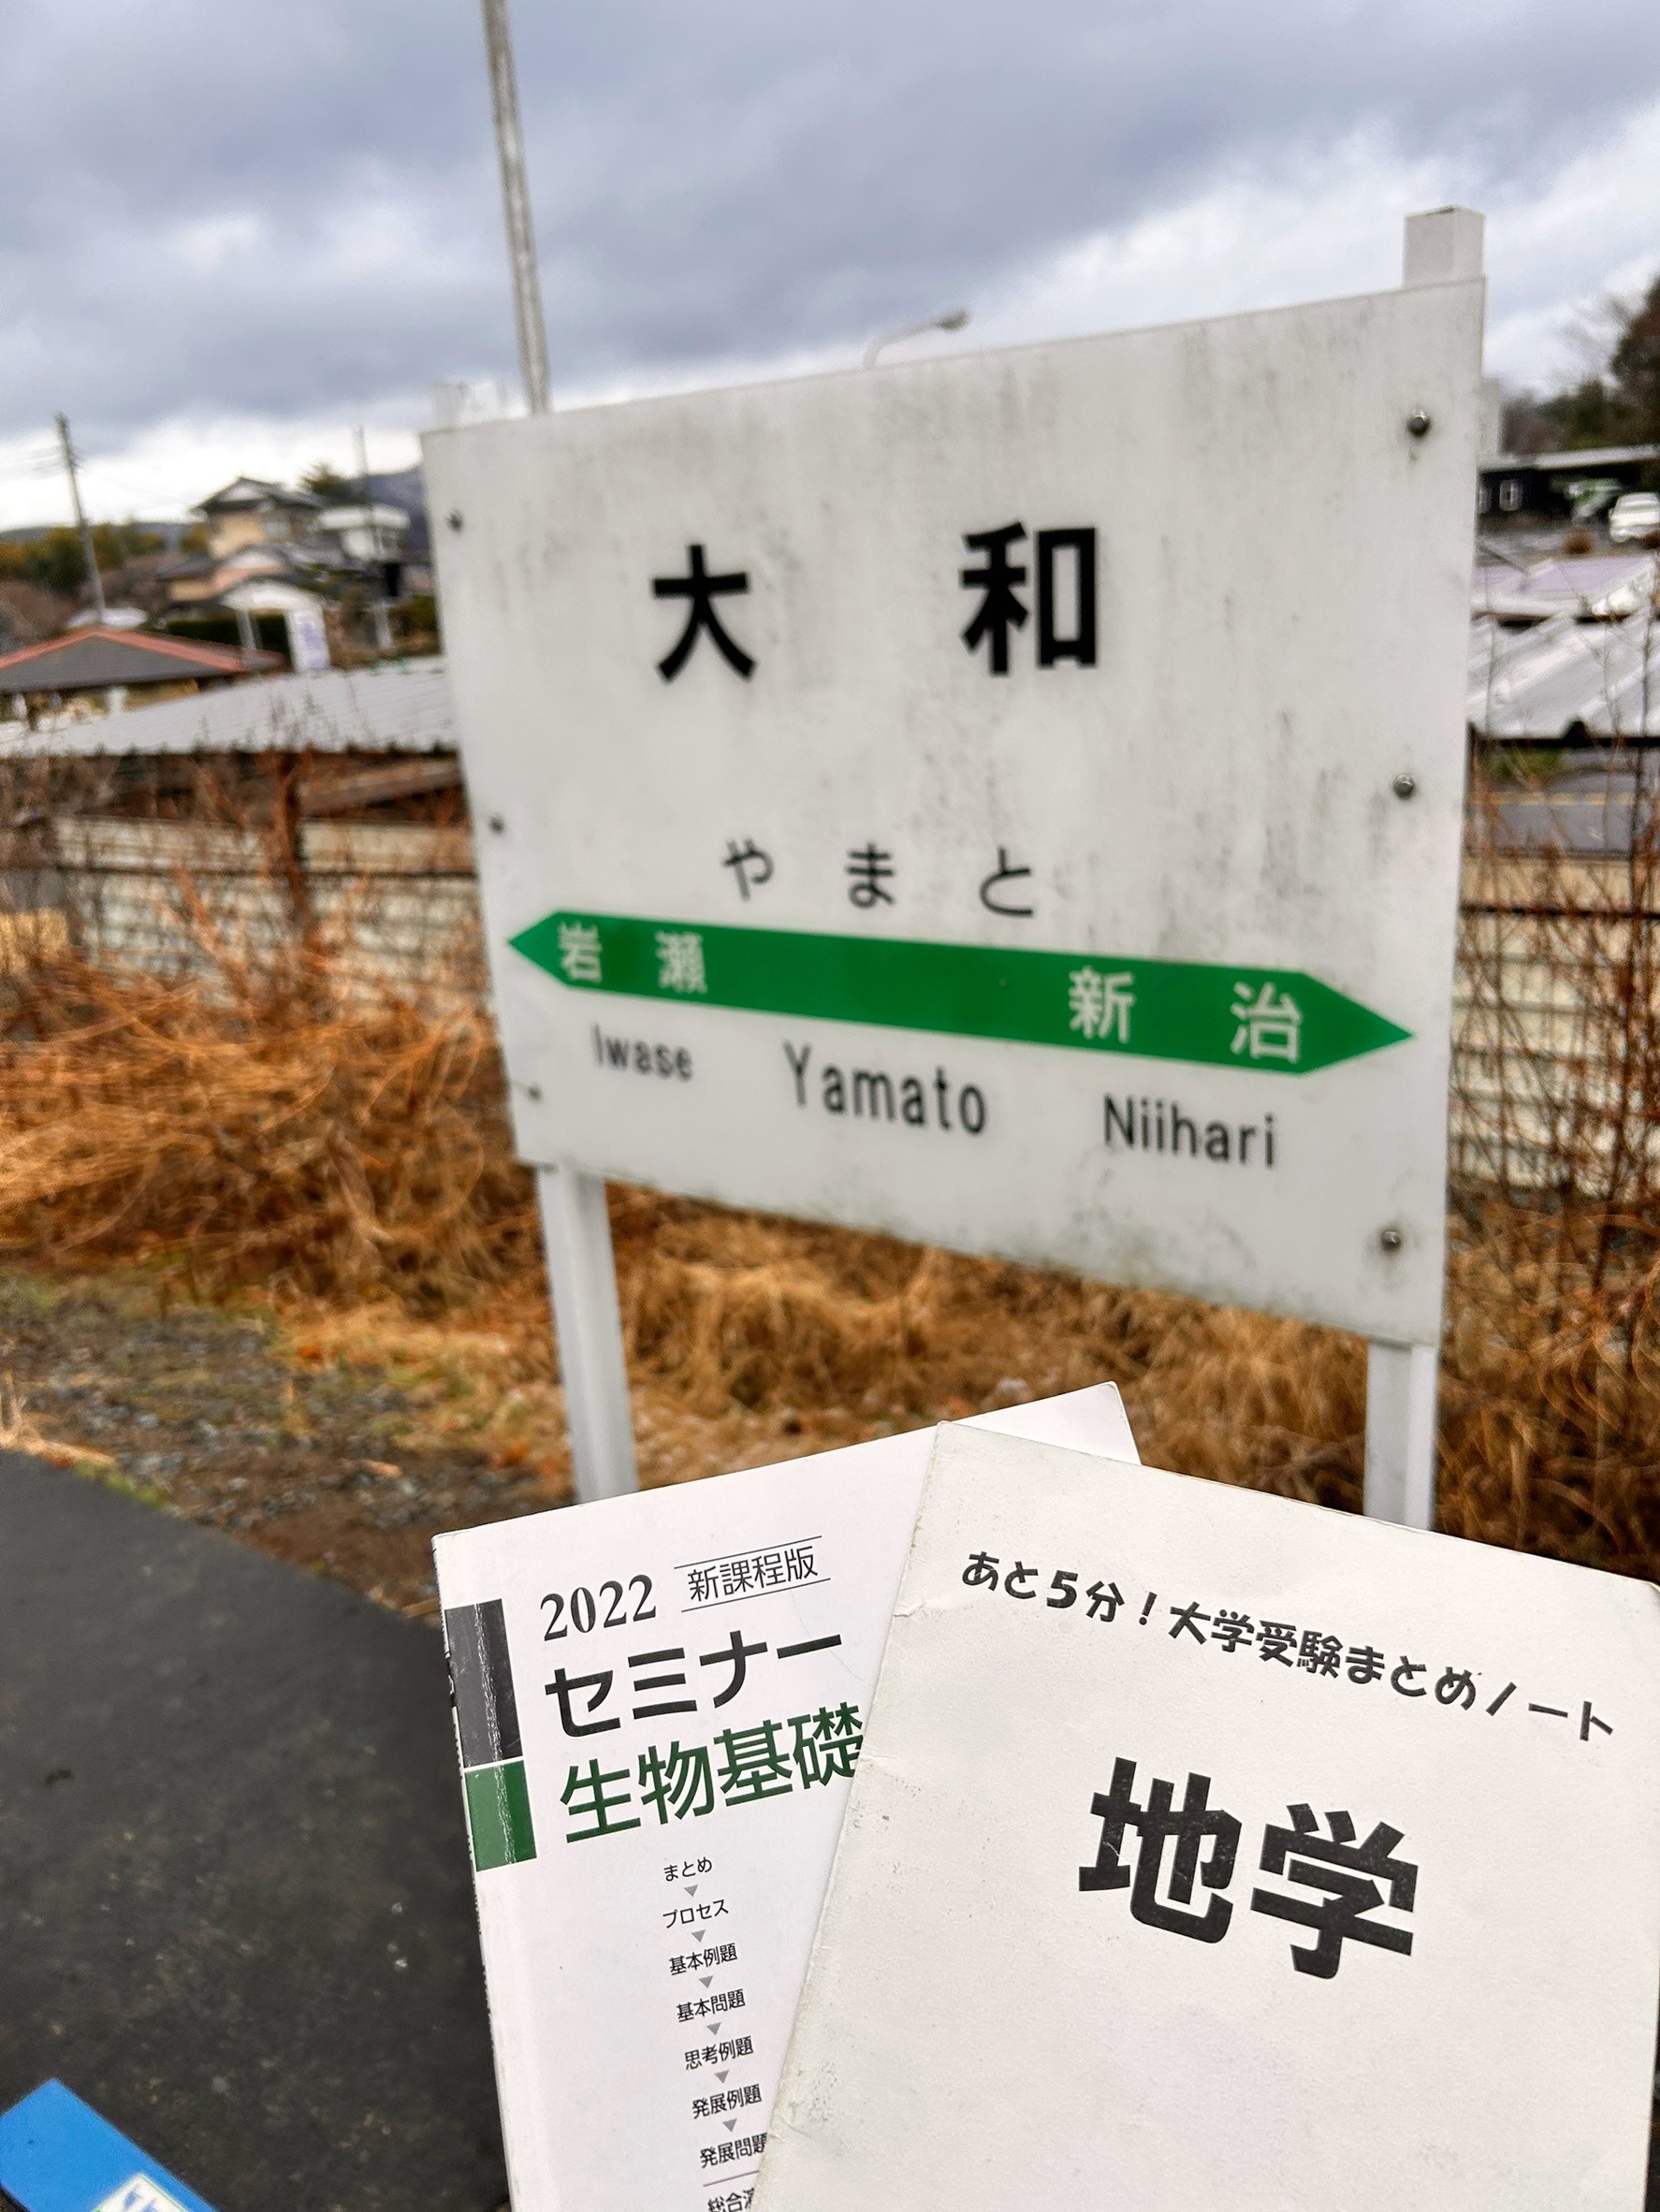 大和
やまと
岩瀬 新治
Iwase Yamato Niihari
2022 新課程版
セミナー
生物基礎
まとめ
プロセス
基本例題
基本問題
思考例題
発展例題
発展問題
総合
あと5分！大学受験まとめノート
地学